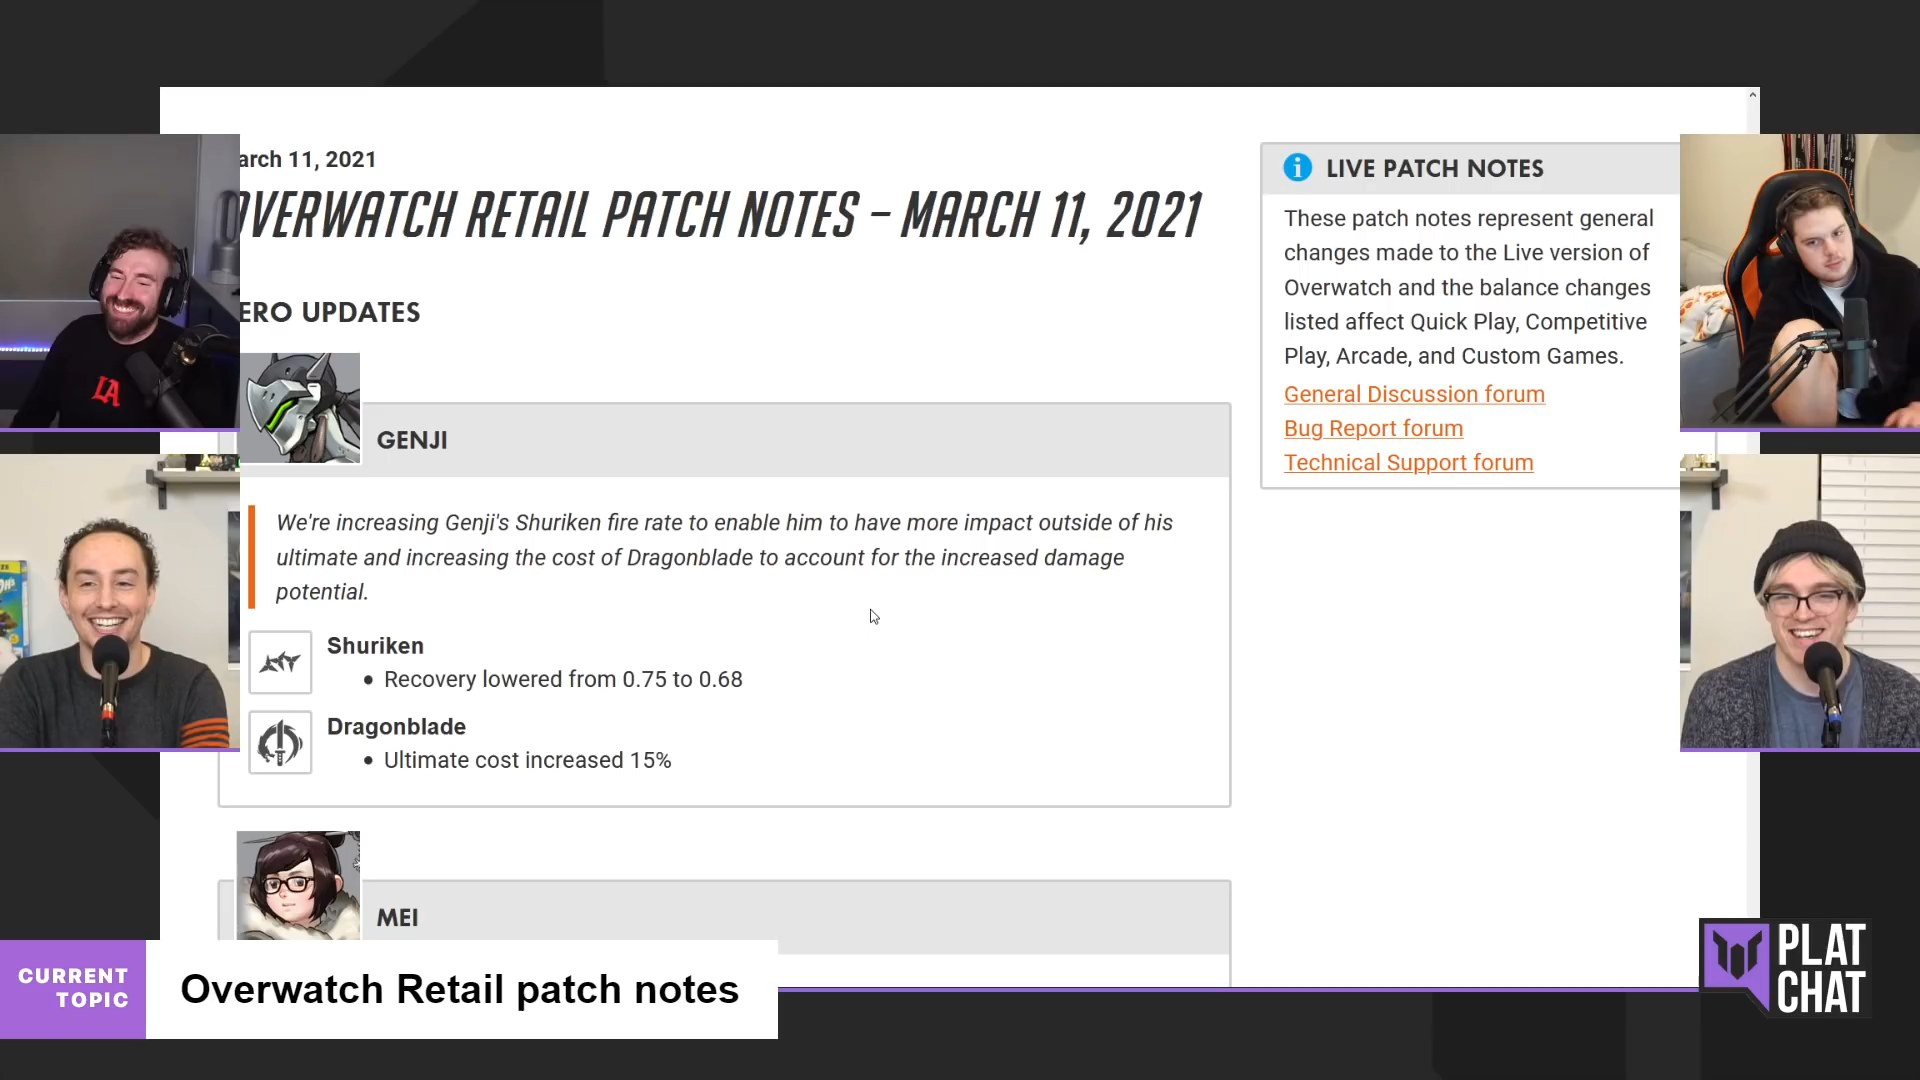 arch 11, 2021
OVERWATCH RETAIL PATCH NOTES – MARCH 11, 2021
ERO UPDATES
GENJI
We're increasing Genji's Shuriken fire rate to enable him to have more impact outside of his
ultimate and increasing the cost of Dragonblade to account for the increased damage
potential.
Shuriken
• Recovery lowered from 0.75 to 0.68
Dragonblade
• Ultimate cost increased 15%
MEI
LIVE PATCH NOTES
These patch notes represent general
changes made to the Live version of
Overwatch and the balance changes
listed affect Quick Play, Competitive
Play, Arcade, and Custom Games.
General Discussion forum
Bug Report forum
Technical Support forum
LA
CURRENT
TOPIC
Overwatch Retail patch notes
PLAT
CHAT